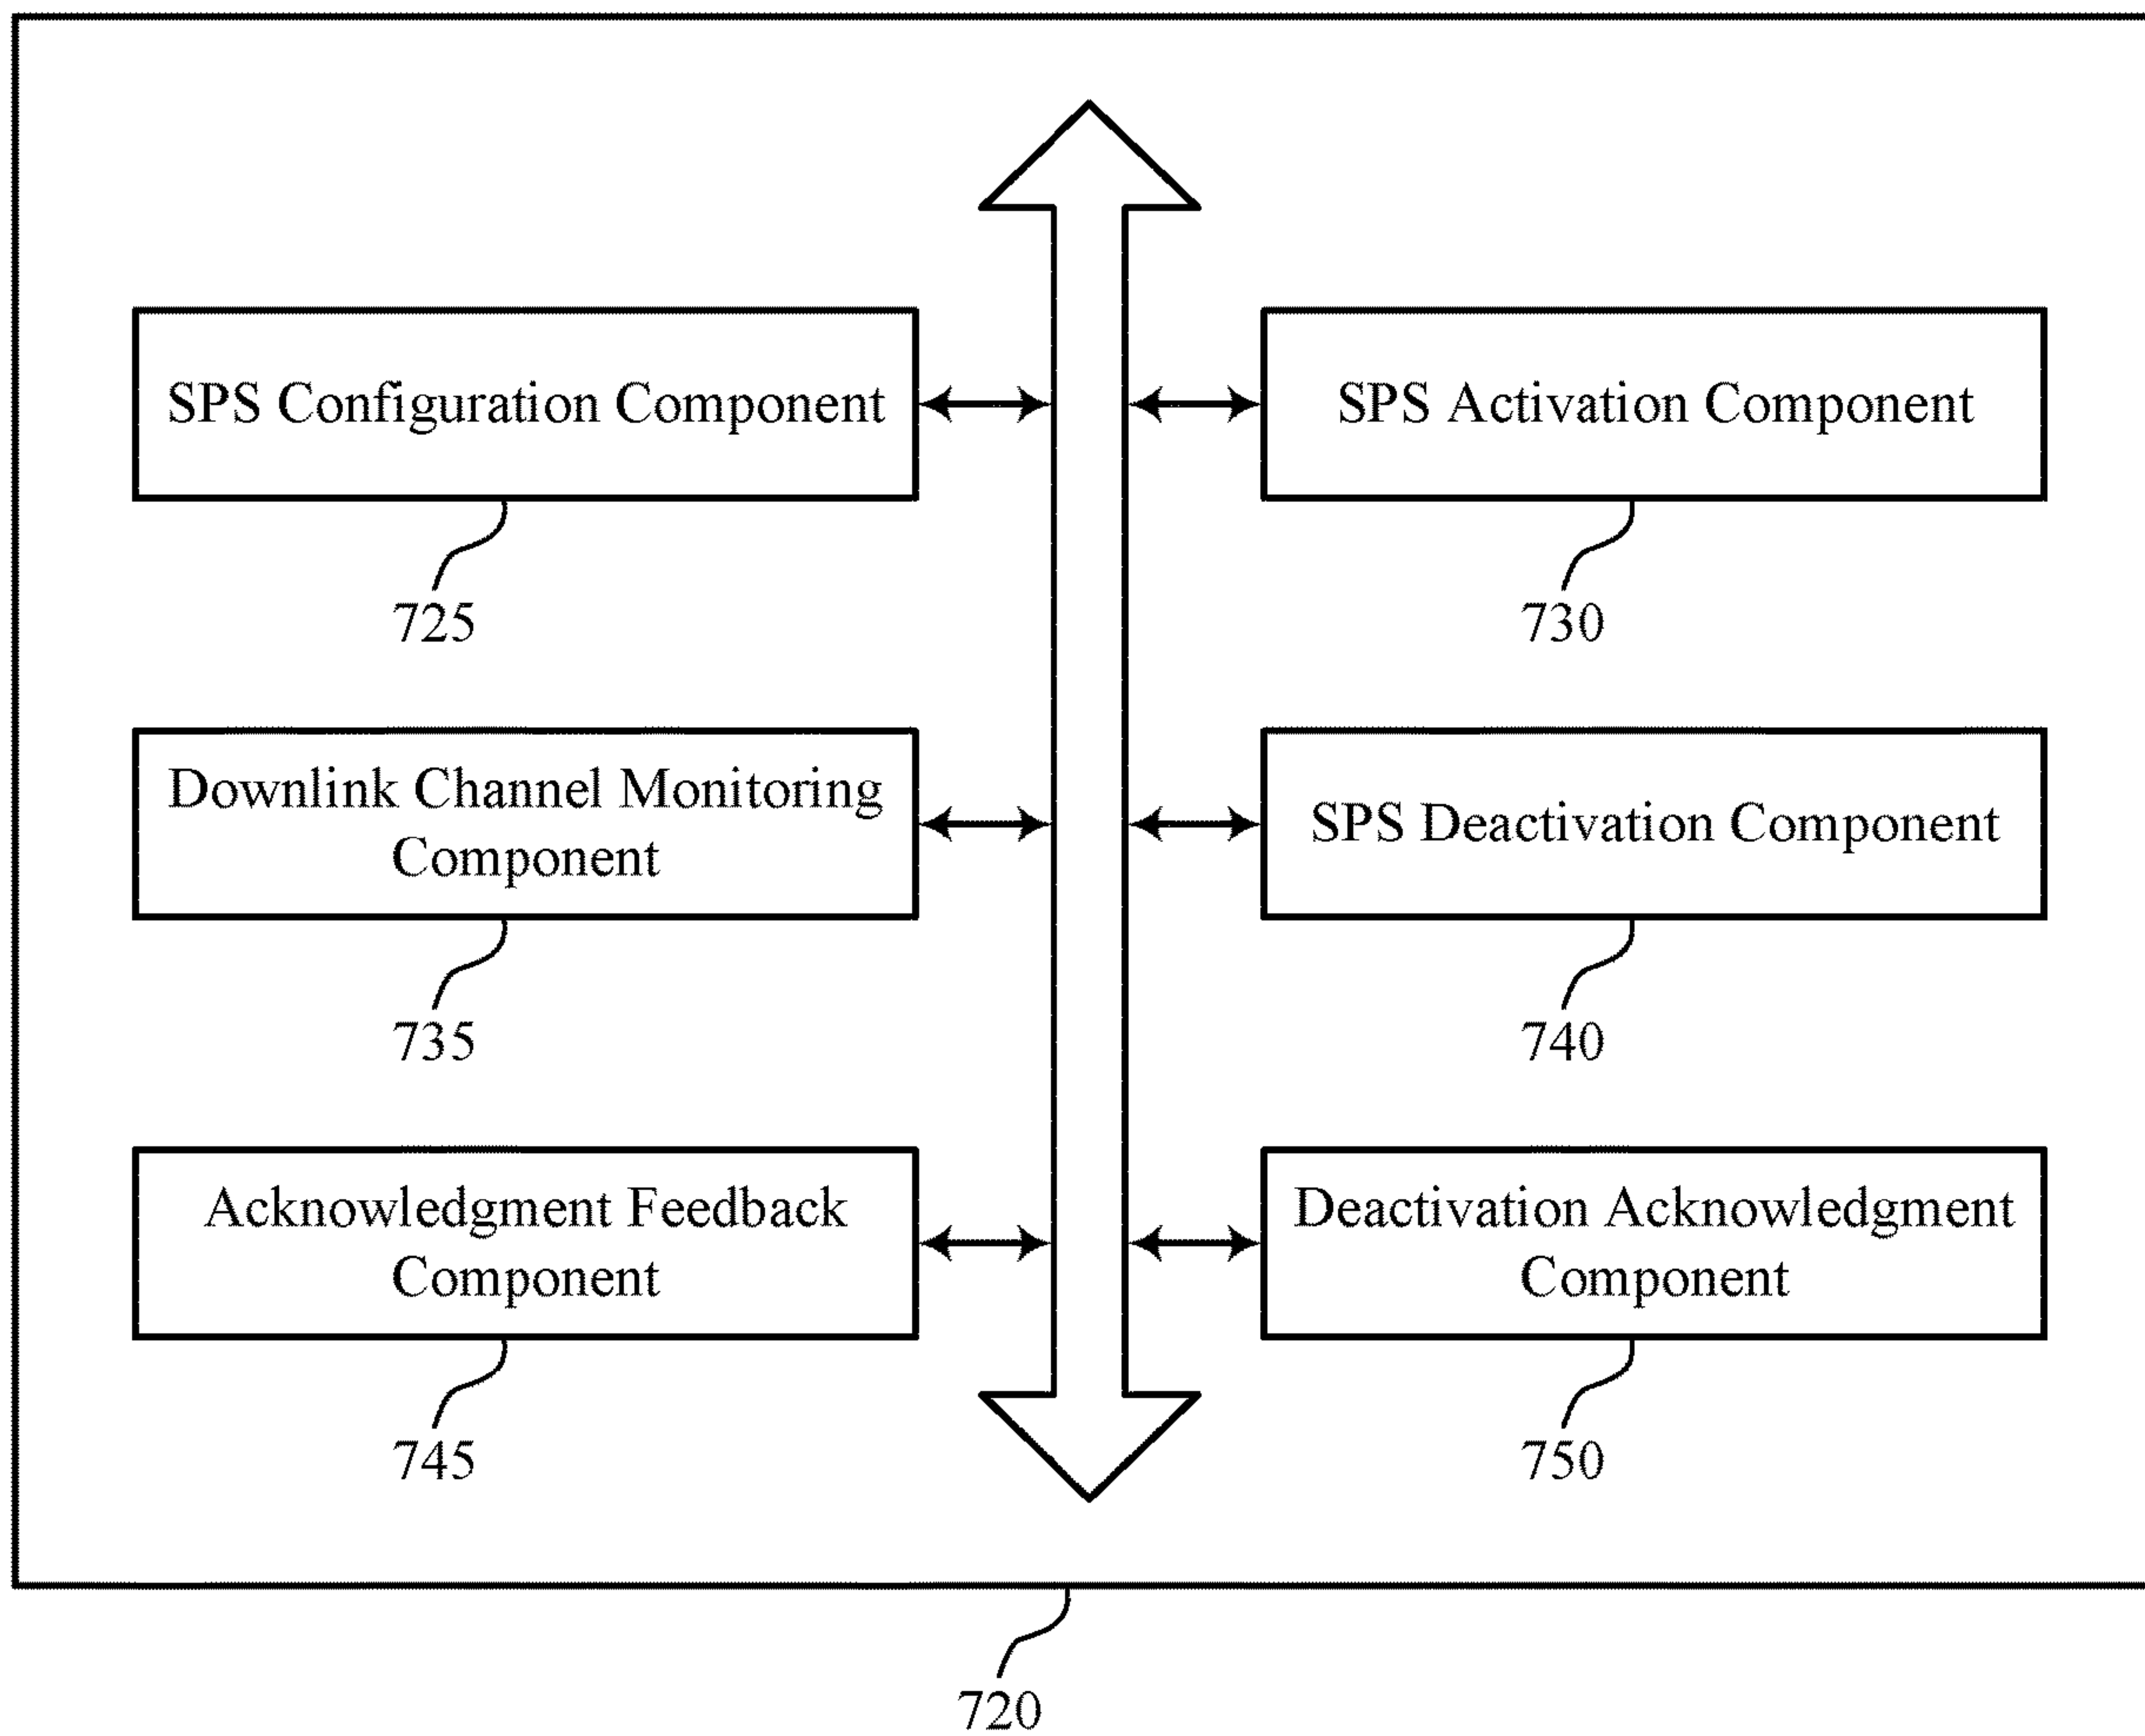 SPS Configuration Component
725
SPS Activation Component
730
Downlink Channel Monitoring
Component
735
SPS Deactivation Component
740
Acknowledgment Feedback
Component
745
Deactivation Acknowledgment
Component
750
720